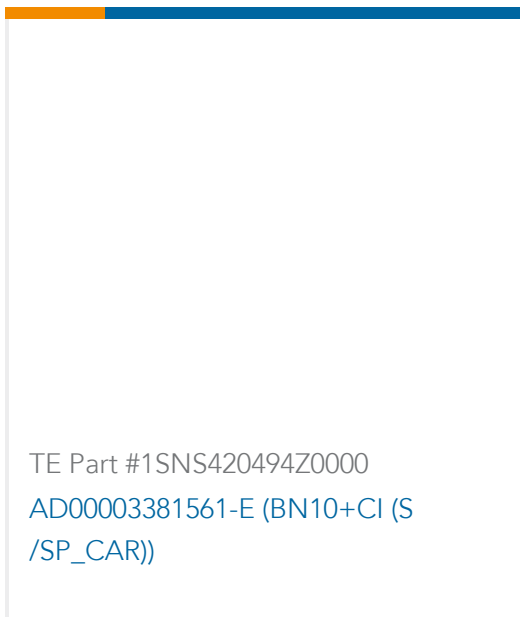 TE Part #1SNS420494Z0000
AD00003381561-E (BN10+CI (S
/SP_CAR))